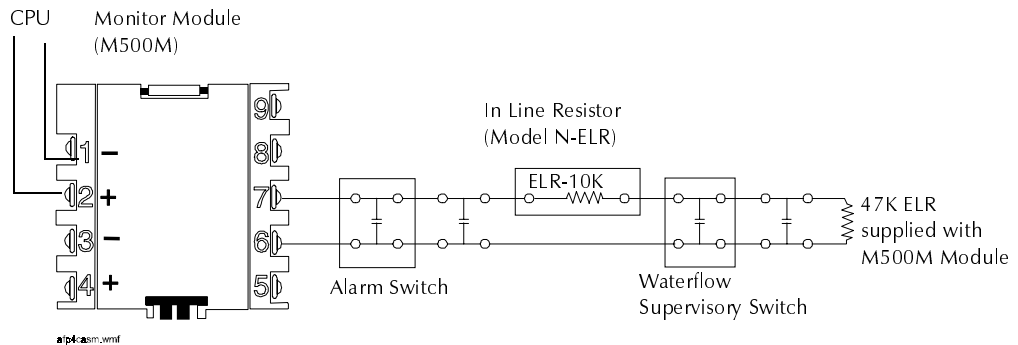 CPU
Monitor Module
(M500M)
In Line Resistor
(Model N-ELR)
ELR-10K
1 −
2 +
3 −
4 +
9
8
7
6
5
47K ELR
supplied with
M500M Module
Alarm Switch
Waterflow
Supervisory Switch
afp4casm.wmf